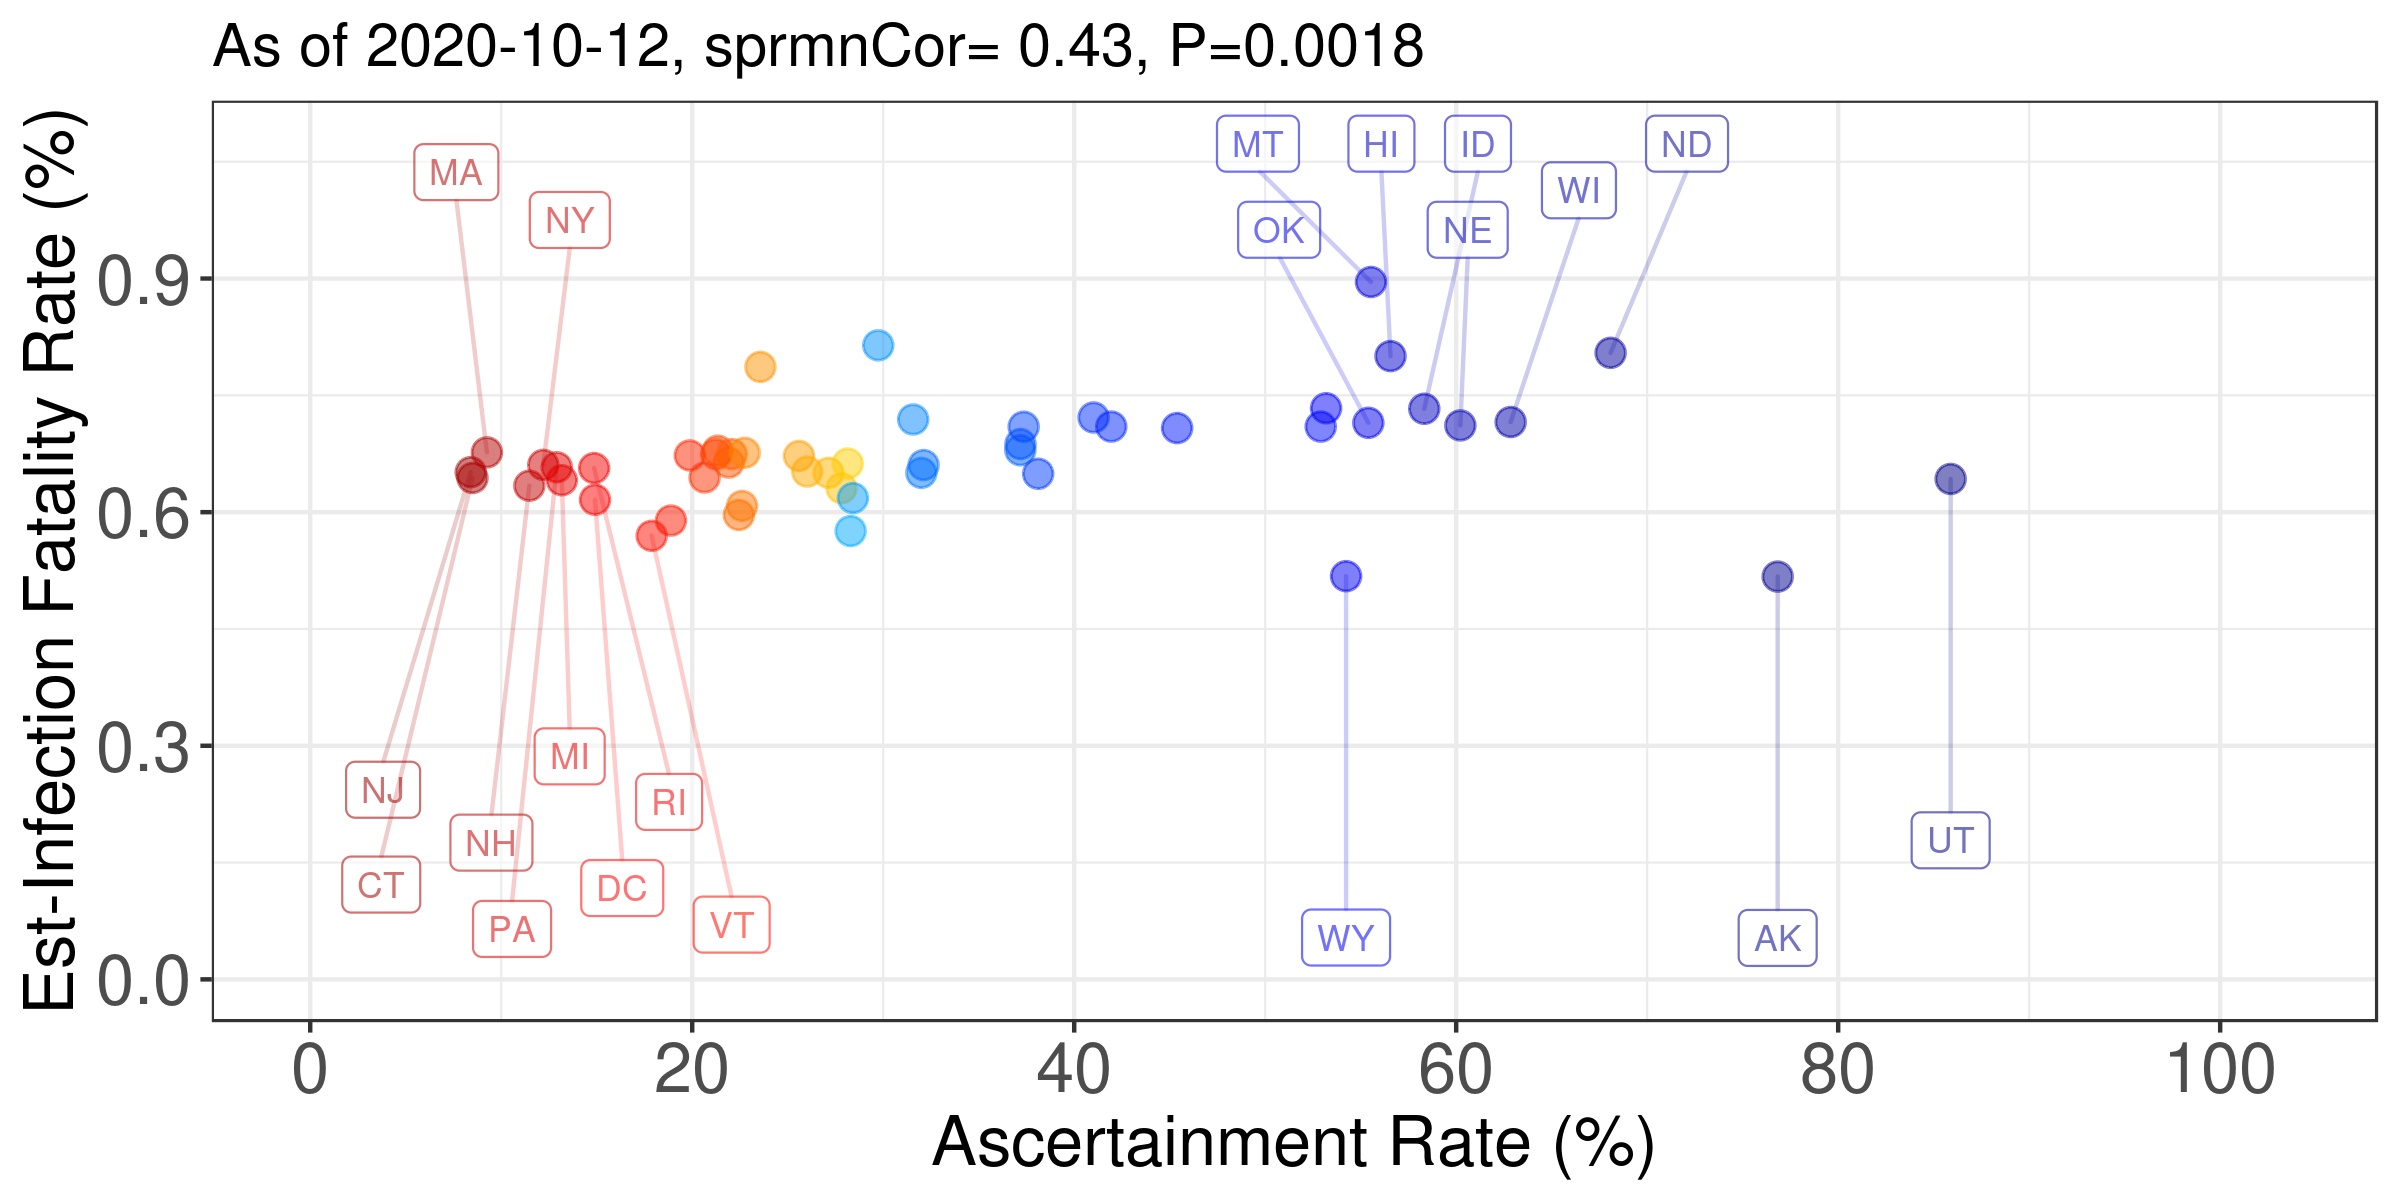 As of 2020-10-12, sprmnCor= 0.43, P=0.0018
Est-Infection Fatality Rate (%)
0.9
0.6
0.3
0.0
MA
NY
MT
HI
ID
ND
WI
OK
NE
NJ
CT
NH
PA
MI
DC
RI
VT
WY
AK
UT
0
20
40
60
80
100
Ascertainment Rate (%)